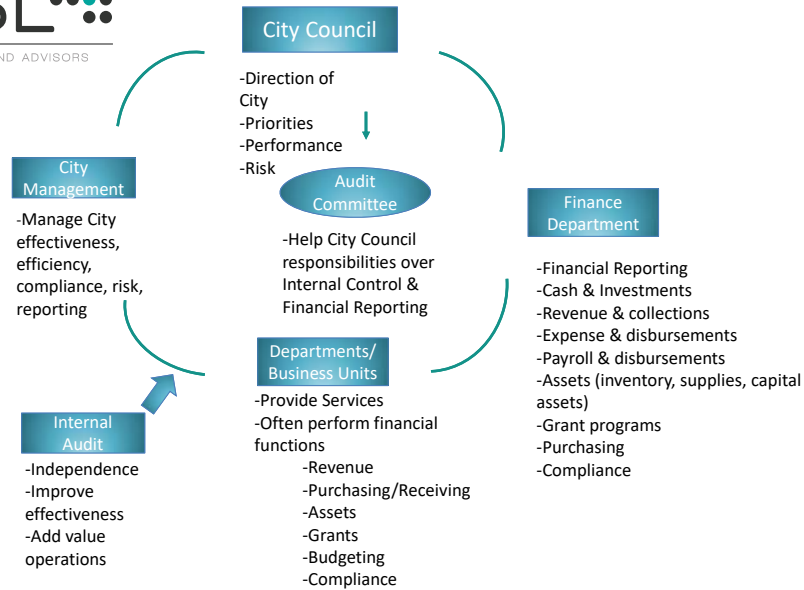 ND ADVISORS
City Council
-Direction of
City
-Priorities
-Performance
-Risk
City
Management
-Manage City
effectiveness,
efficiency,
compliance, risk,
reporting
Audit
Committee
-Help City Council
responsibilities over
Internal Control &
Financial Reporting
Finance
Department
-Financial Reporting
-Cash & Investments
-Revenue & collections
-Expense & disbursements
-Payroll & disbursements
-Assets (inventory, supplies, capital
assets)
-Grant programs
-Purchasing
-Compliance
Departments/
Business Units
-Provide Services
-Often perform financial
functions
-Revenue
-Purchasing/Receiving
-Assets
-Grants
-Budgeting
-Compliance
Internal
Audit
-Independence
-Improve
effectiveness
-Add value
operations